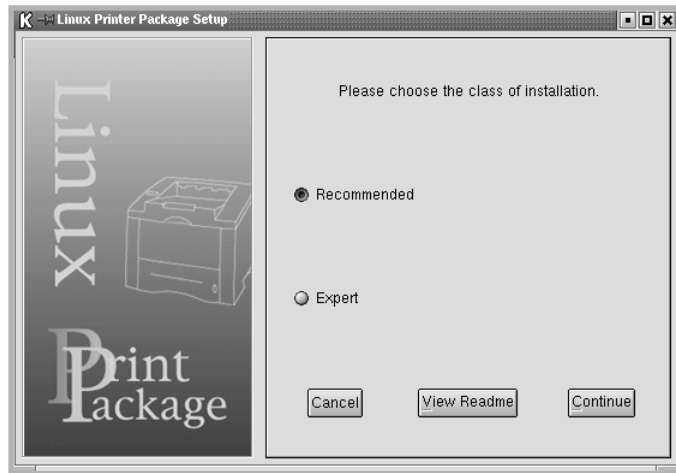 Linux Printer Package Setup
Linux
Print
Package
Please choose the class of installation.
Recommended
Expert
Cancel
View Readme
Continue